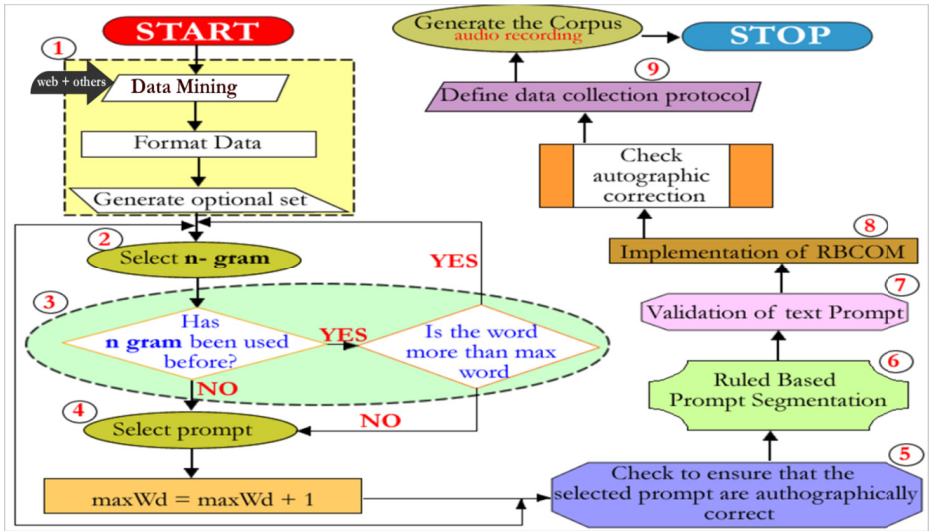 START
1
web + others
Data Mining
Format Data
Generate optional set
2
Select n- gram
3
Has
n gram been used
before?
YES
Is the word
more than max
word
YES
NO
NO
4
Select prompt
maxWd = maxWd + 1
5
Check to ensure that the
selected prompt are authographically
correct
6
Ruled Based
Prompt Segmentation
7
Validation of text Prompt
8
Implementation of RBCOM
Check
autographic
correction
9
Define data collection protocol
Generate the Corpus
audio recording
STOP